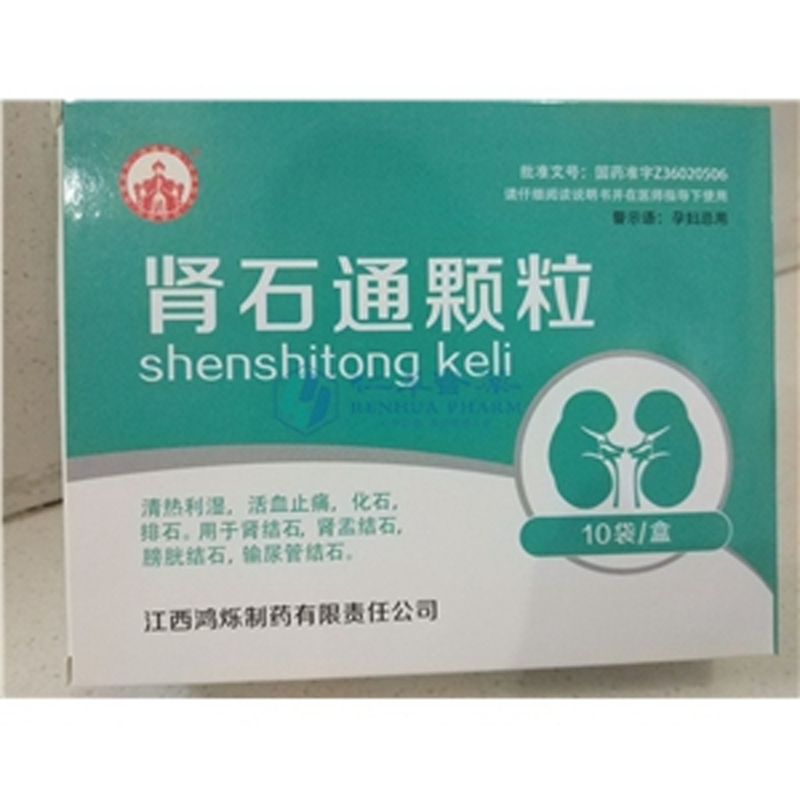 批准文号：国药准字Z36020506
请仔细阅读说明书并在医师指导下使用
警示语：孕妇忌用
肾石通颗粒
shenshitong keli
RENHUA PHARM
清热利湿，活血止痛，化石，
排石。用于肾结石，肾盂结石，
膀胱结石，输尿管结石。
10袋/盒
江西鸿烁制药有限责任公司